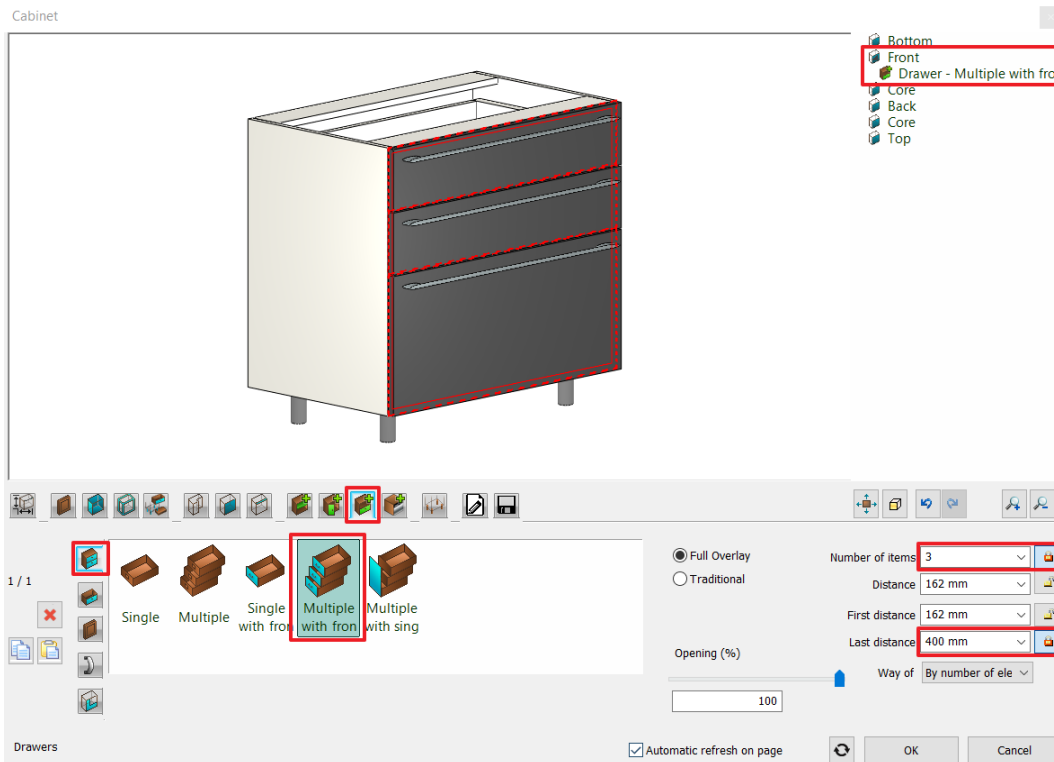 Cabinet
Bottom
Front
Drawer - Multiple with fro
Core
Back
Core
Top
1 / 1
Single
Multiple
Single
with fron
Multiple
with fron
Multiple
with sing
Full Overlay
Traditional
Opening (%)
100
Number of items 3
Distance 162 mm
First distance 162 mm
Last distance 400 mm
Way of By number of ele
Drawers
Automatic refresh on page
OK
Cancel